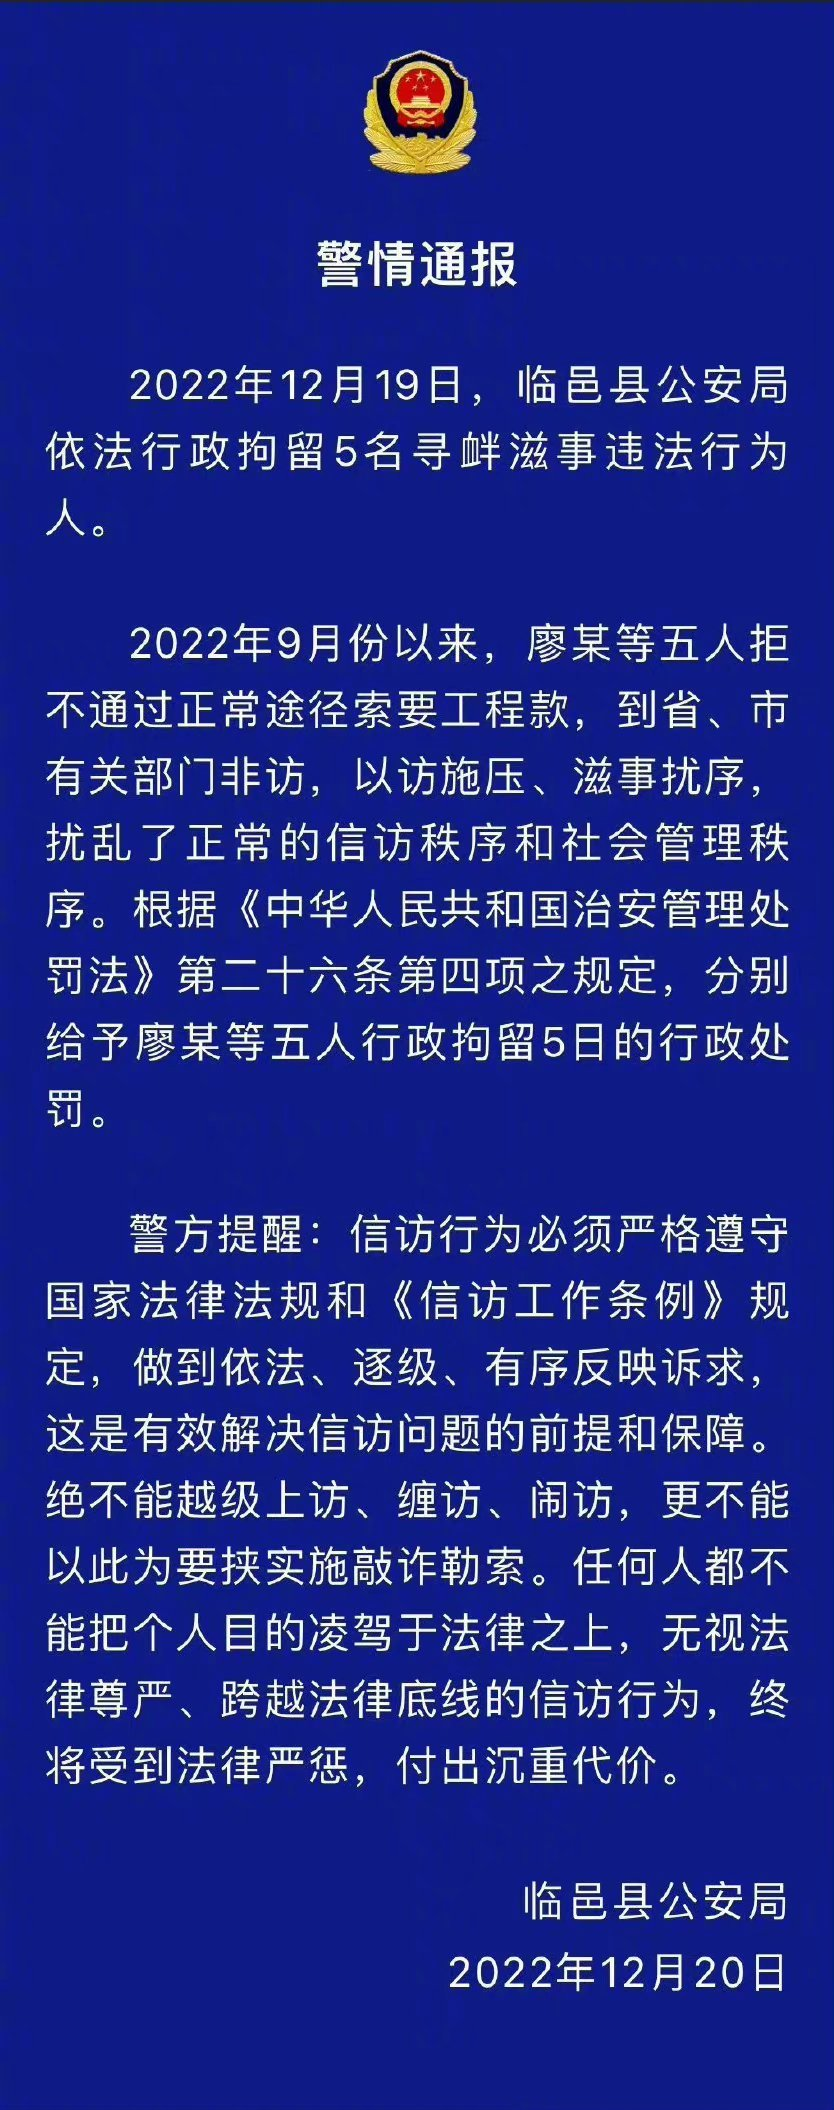 警情通报
2022年12月19日，临邑县公安局
依法行政拘留5名寻衅滋事违法行为
人。
2022年9月份以来，廖某等五人拒
不通过正常途径索要工程款，到省、市
有关部门非访，以访施压、滋事扰序，
扰乱了正常的信访秩序和社会管理秩
序。根据《中华人民共和国治安管理处
罚法》第二十六条第四项之规定，分别
给予廖某等五人行政拘留5日的行政处
罚。
警方提醒：信访行为必须严格遵守
国家法律法规和《信访工作条例》规
定，做到依法、逐级、有序反映诉求，
这是有效解决信访问题的前提和保障。
绝不能越级上访、缠访、闹访，更不能
以此为要挟实施敲诈勒索。任何人都不
能把个人目的凌驾于法律之上，无视法
律尊严、跨越法律底线的信访行为，终
将受到法律严惩，付出沉重代价。
临邑县公安局
2022年12月20日